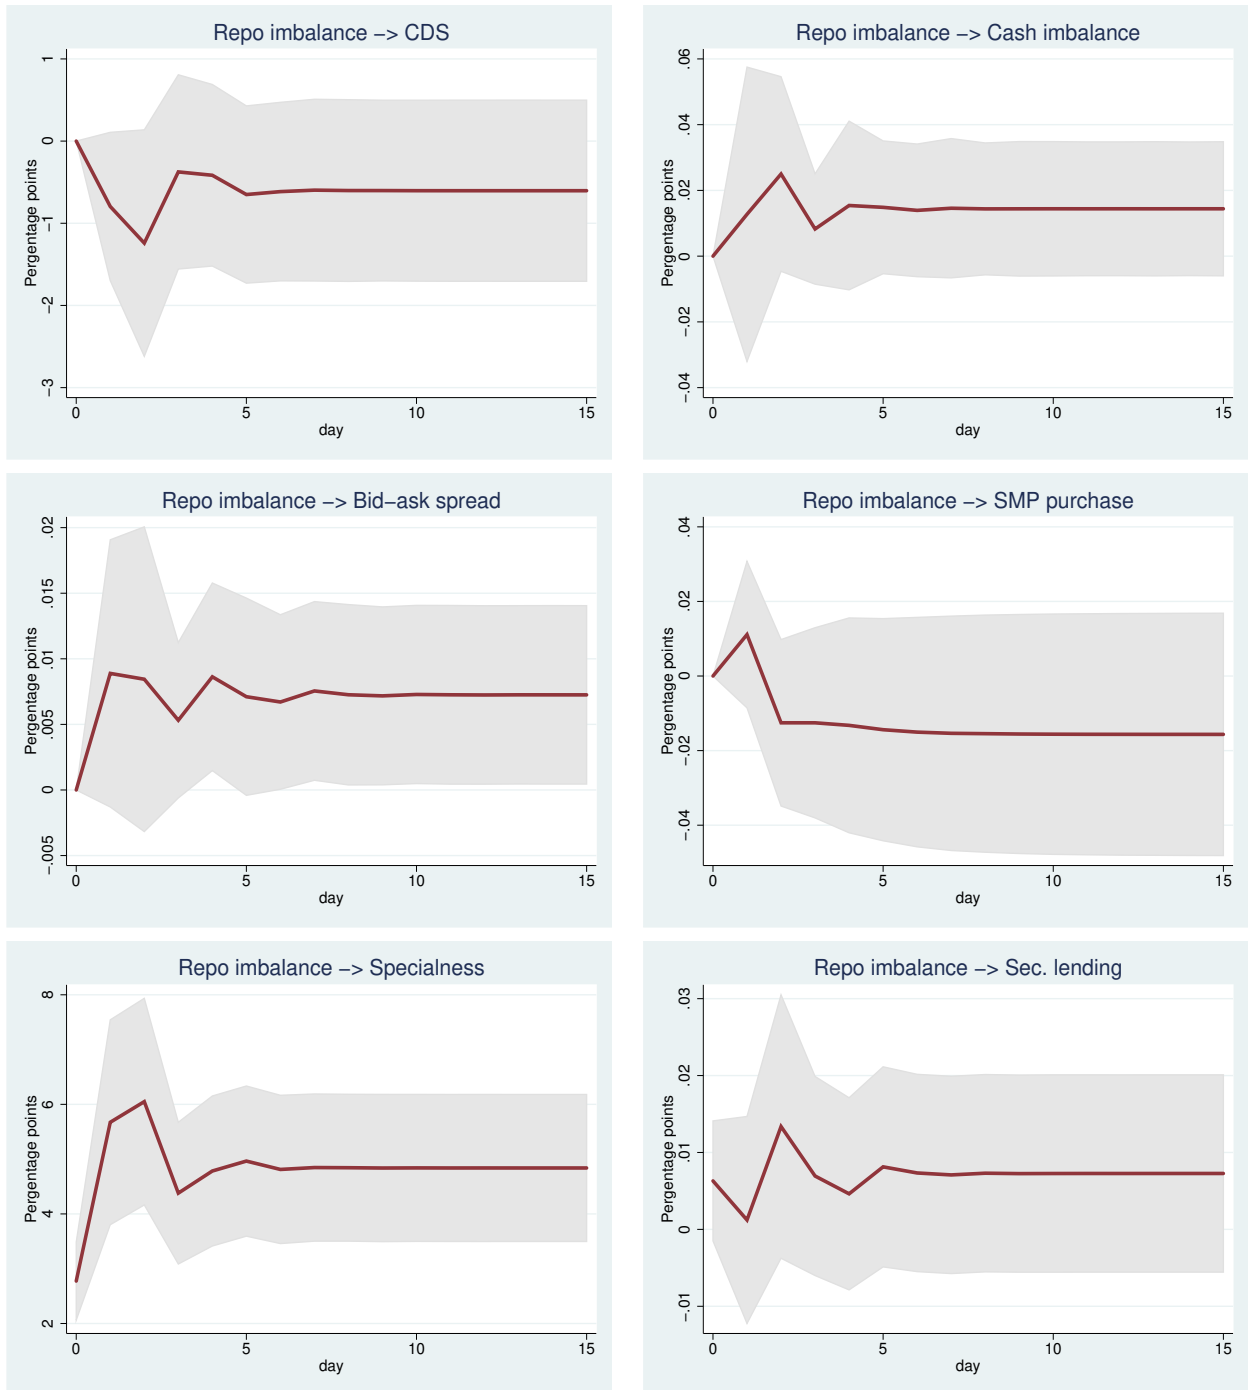 Repo imbalance −> CDS
Pergentage points
1
0
−1
−2
−3
0 5 10 15
day
Repo imbalance −> Cash imbalance
Pergentage points
.06
.04
.02
0
−.02
−.04
0 5 10 15
day
Repo imbalance −> Bid−ask spread
Pergentage points
.02
.015
.01
.005
0
−.005
0 5 10 15
day
Repo imbalance −> SMP purchase
Pergentage points
.04
.02
0
−.02
−.04
0 5 10 15
day
Repo imbalance −> Specialness
Pergentage points
8
6
4
2
0 5 10 15
day
Repo imbalance −> Sec. lending
Pergentage points
.03
.02
.01
0
−.01
0 5 10 15
day